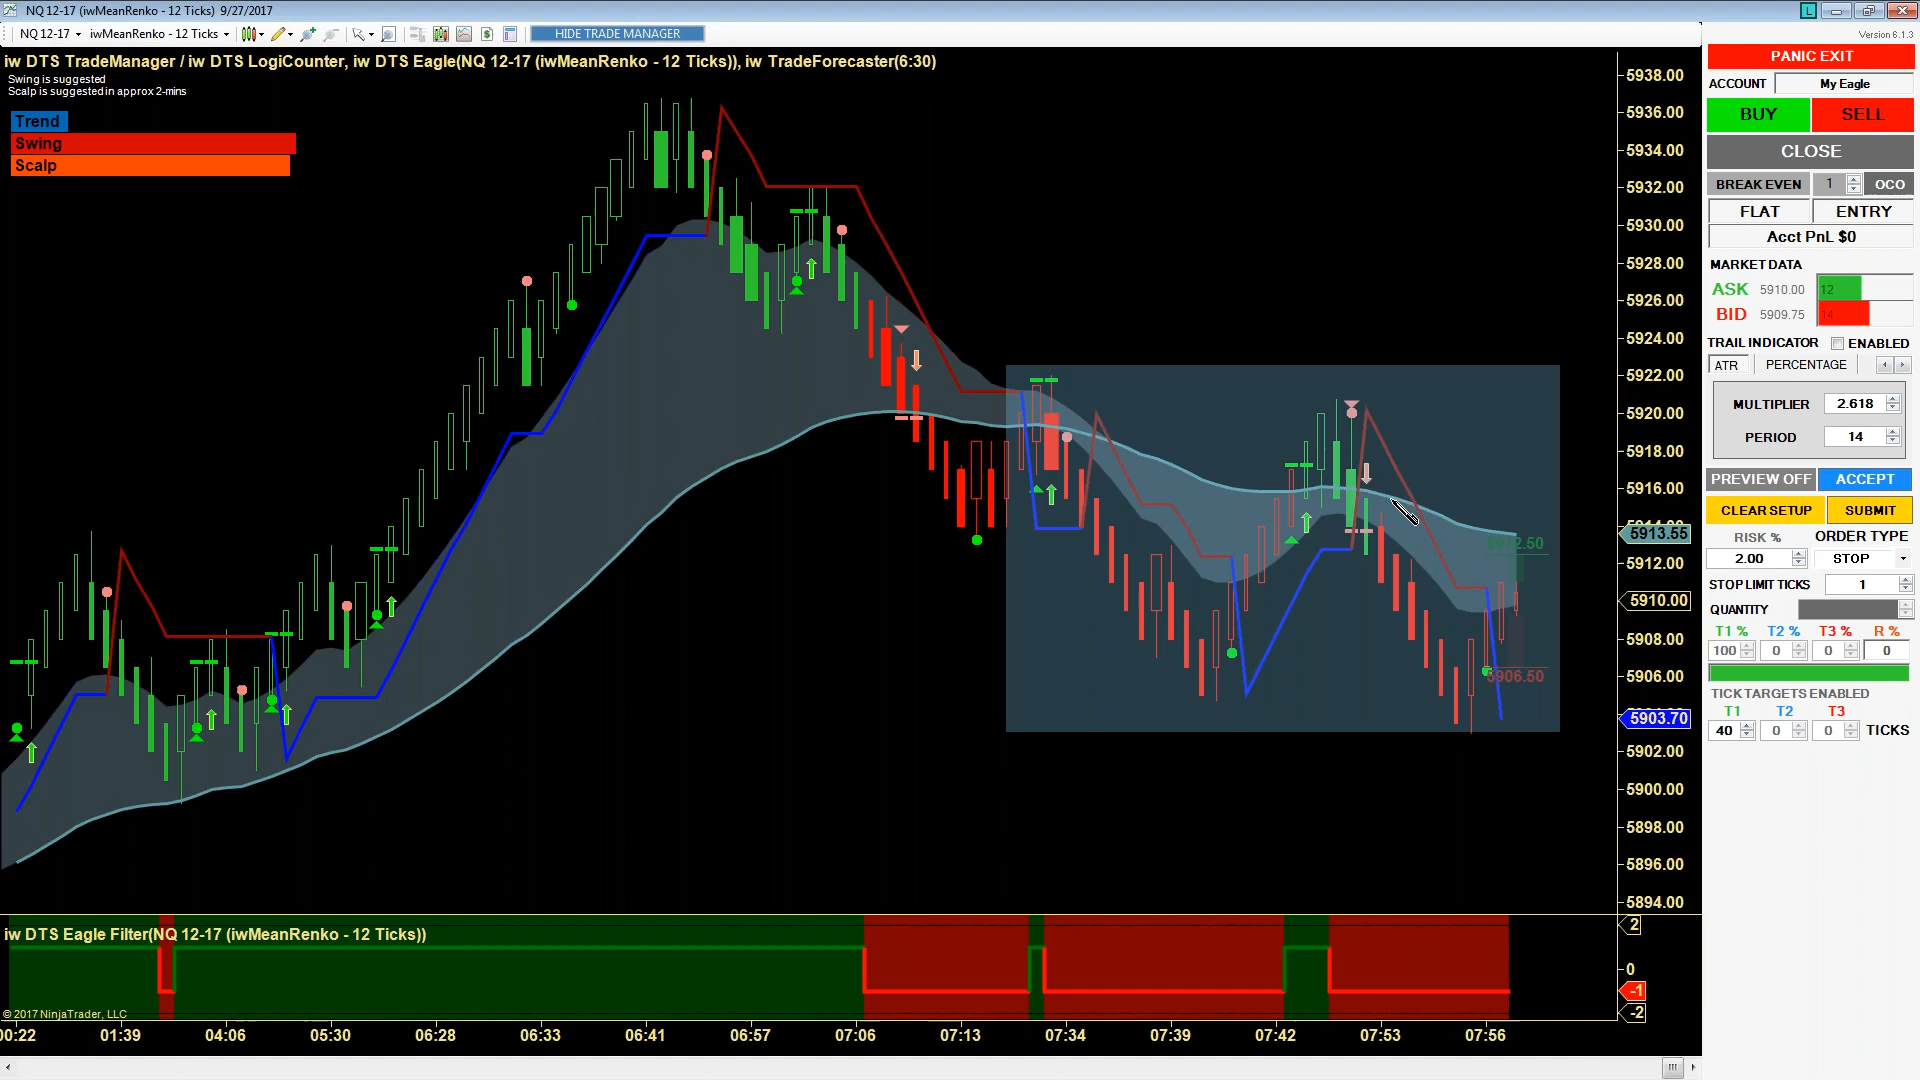 NQ 12-17 (iwMeanRenko - 12 Ticks) 9/27/2017
L
NQ 12-17 iwMeanRenko - 12 Ticks HIDE TRADE MANAGER
Version 6.1.3
iw DTS TradeManager / iw DTS LogiCounter, iw DTS Eagle(NQ 12-17 (iwMeanRenko - 12 Ticks)), iw TradeForecaster(6:30)
Swing is suggested
Scalp is suggested in approx 2-mins
Trend
Swing
Scalp
5938.00
5936.00
5934.00
5932.00
5930.00
5928.00
5926.00
5924.00
5922.00
5920.00
5918.00
5916.00
5913.55
5912.00
5910.00
5908.00
5906.00
5903.70
5902.00
5900.00
5898.00
5896.00
5894.00
5906.50
PANIC EXIT
ACCOUNT My Eagle
BUY SELL
CLOSE
BREAK EVEN 1 OCO
FLAT ENTRY
Acct PnL $0
MARKET DATA
ASK 5910.00 12
BID 5909.75 14
TRAIL INDICATOR ENABLED
ATR PERCENTAGE
MULTIPLIER 2.618
PERIOD 14
PREVIEW OFF ACCEPT
CLEAR SETUP SUBMIT
RISK % ORDER TYPE
2.00 STOP
STOP LIMIT TICKS 1
QUANTITY
T1 % T2 % T3 % R %
100 0 0 0
TICK TARGETS ENABLED
T1 T2 T3
40 0 0 TICKS
iw DTS Eagle Filter(NQ 12-17 (iwMeanRenko - 12 Ticks))
2
0
-1
-2
© 2017 NinjaTrader, LLC
00:22 01:39 04:06 05:30 06:28 06:33 06:41 06:57 07:06 07:13 07:34 07:39 07:42 07:53 07:56